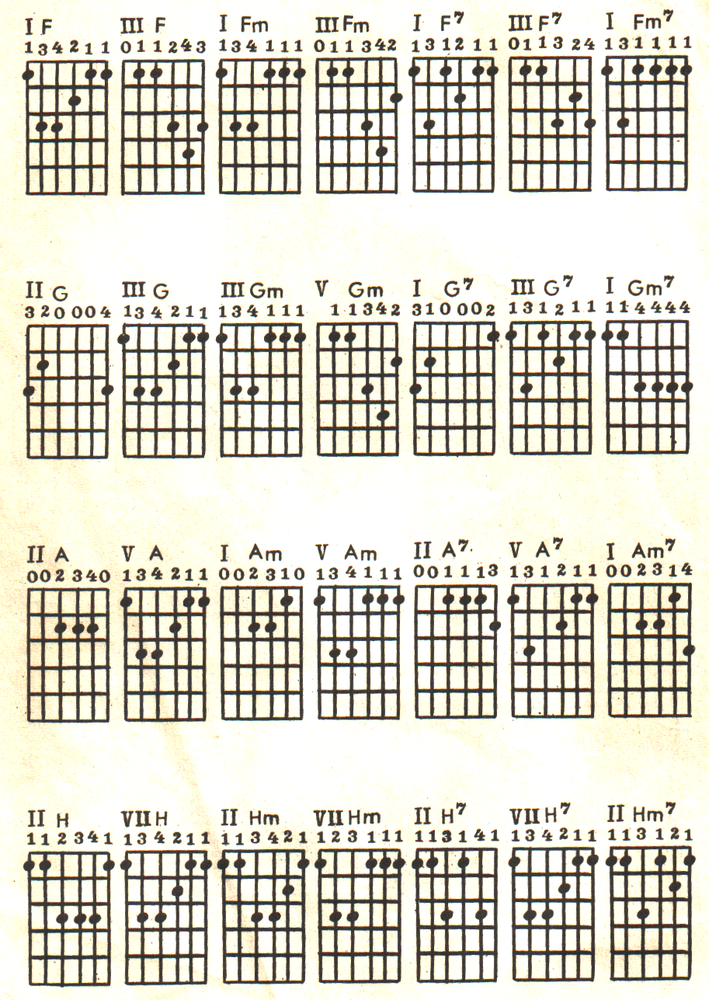 I F III F I Fm III Fm I F7 III F7 I Fm7
134211 011243 134111 011342 131211 011324 131111
II G III G III Gm V Gm I G7 III G7 I Gm7
320004 134211 134111 11342 310002 131211 114444
II A V A I Am V Am II A7. V A7 I Am7
002340 134211 002310 134111 001113 131211 002314
II H VII H II Hm VII Hm II H7 VII H7 II Hm7
112341 134211 113421 123111 113141 134211 113121